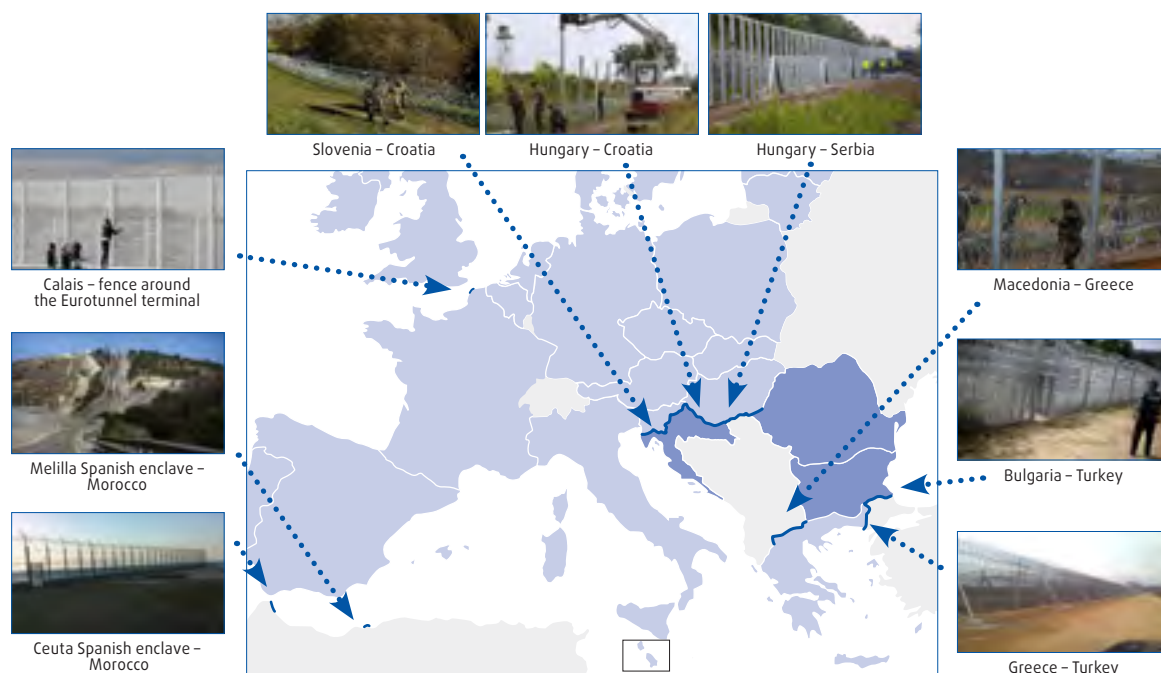 Slovenia – Croatia
Hungary – Croatia
Hungary – Serbia
Calais – fence around
the Eurotunnel terminal
Macedonia – Greece
Melilla Spanish enclave –
Morocco
Bulgaria – Turkey
Ceuta Spanish enclave –
Morocco
Greece – Turkey